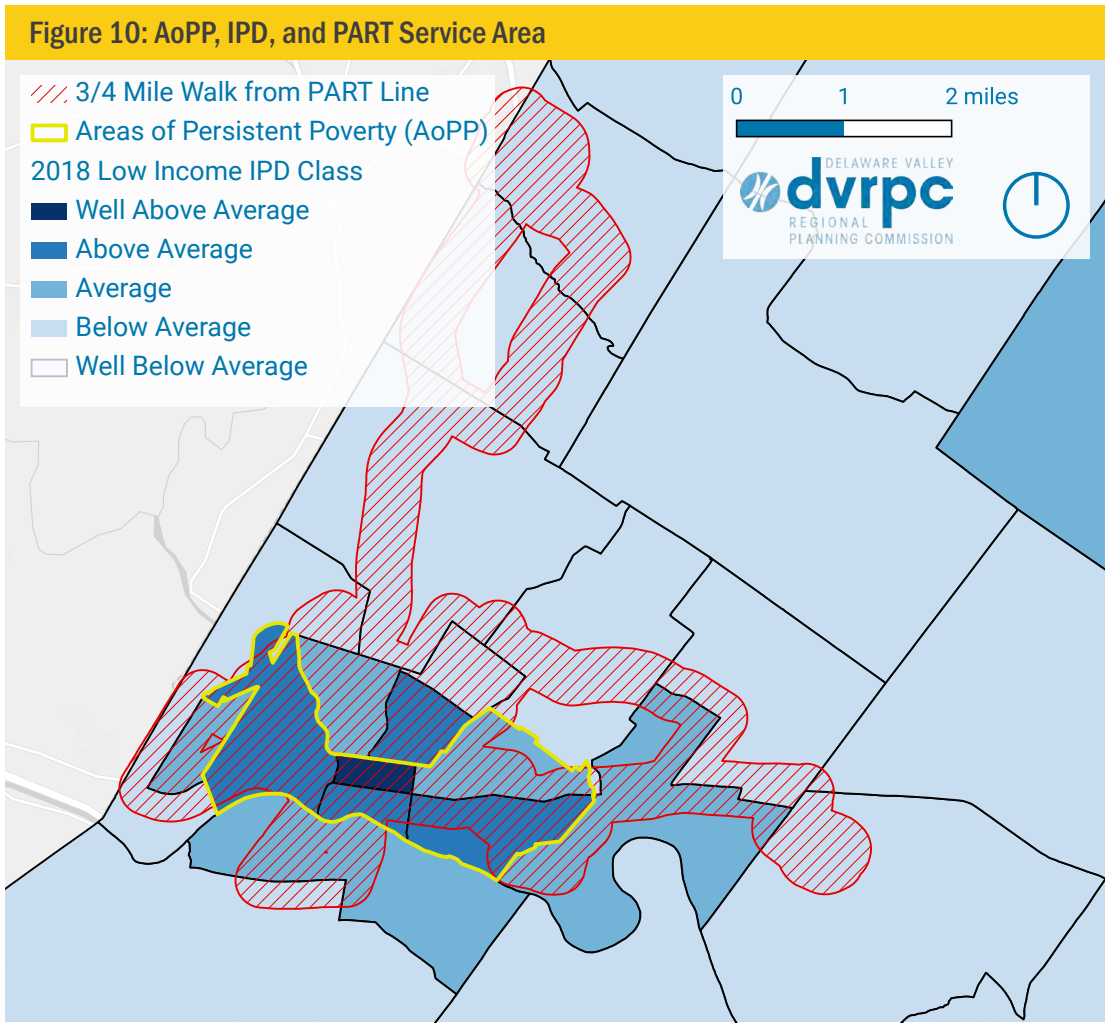 Figure 10: AoPP, IPD, and PART Service Area
3/4 Mile Walk from PART Line
Areas of Persistent Poverty (AoPP)
2018 Low Income IPD Class
Well Above Average
Above Average
Average
Below Average
Well Below Average
0 1 2 miles
DELAWARE VALLEY
dvrpc
REGIONAL
PLANNING COMMISSION